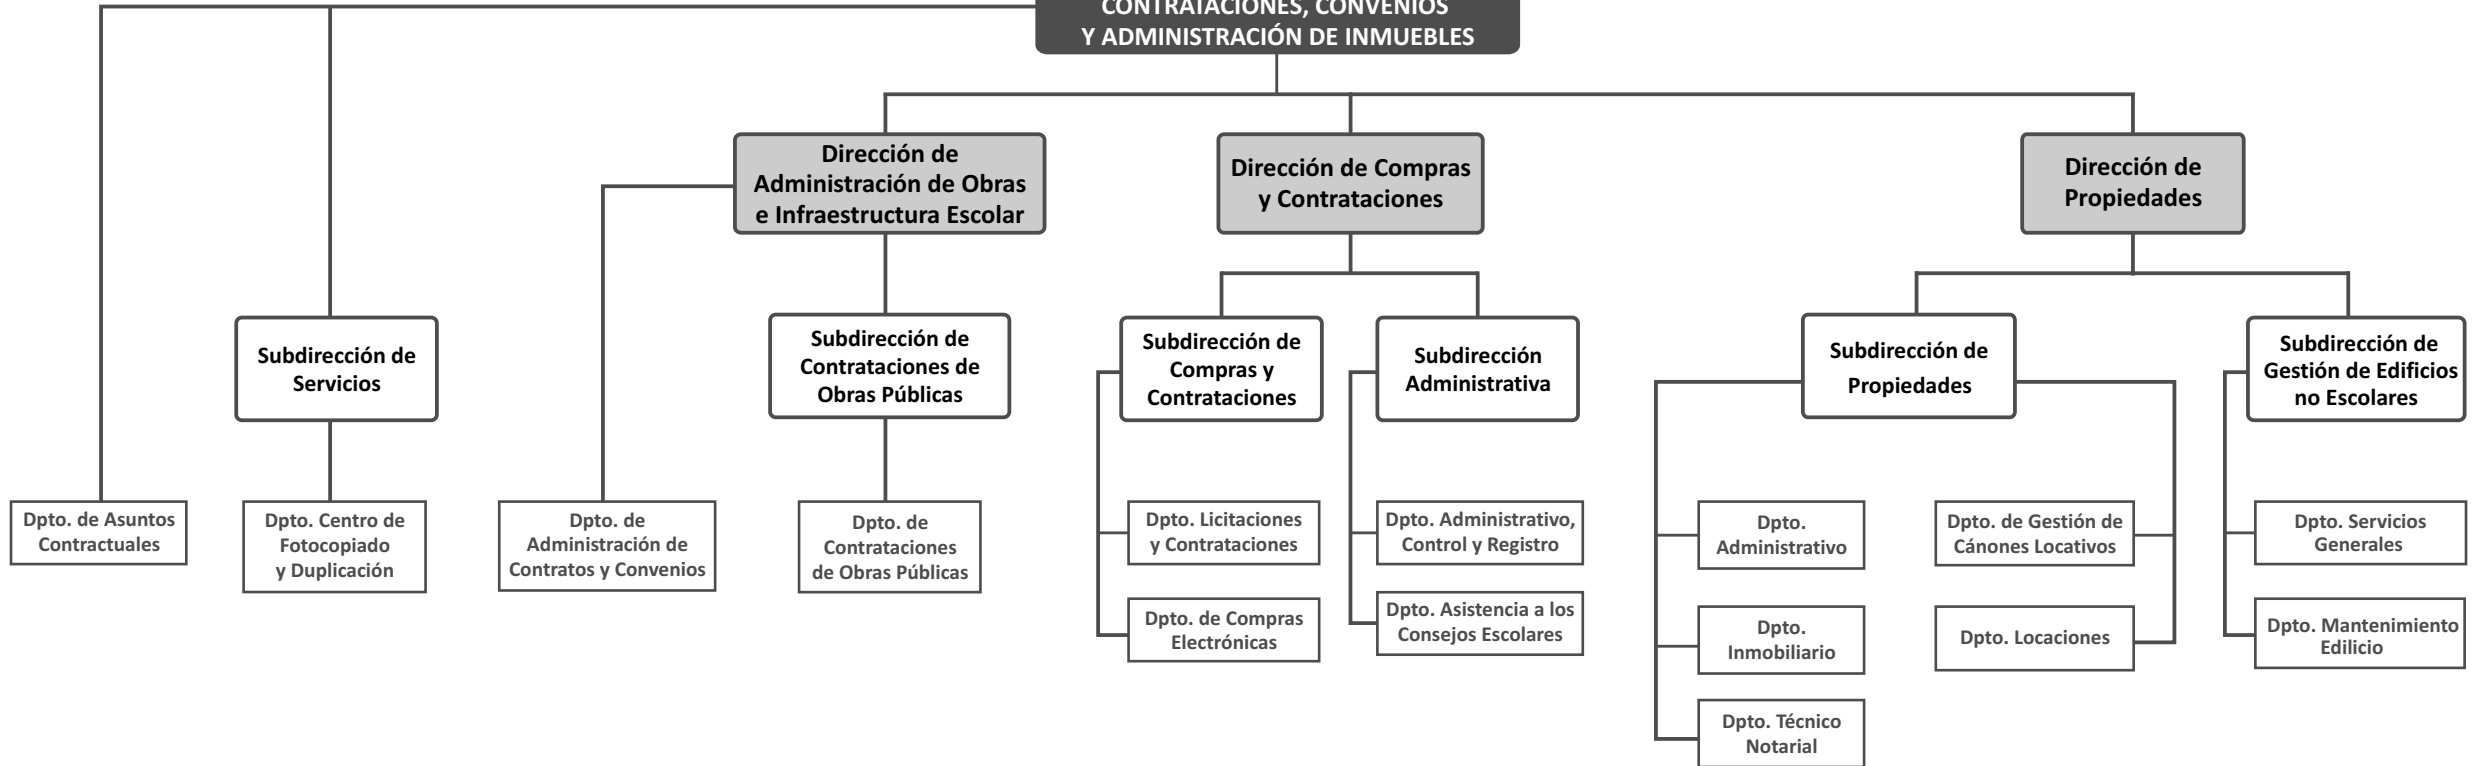 CONTRATACIONES, CONVENIOS
Y ADMINISTRACIÓN DE INMUEBLES
Dirección de
Administración de Obras
e Infraestructura Escolar
Dirección de Compras
y Contrataciones
Dirección de
Propiedades
Subdirección de
Servicios
Subdirección de
Contrataciones de
Obras Públicas
Subdirección de
Compras y
Contrataciones
Subdirección
Administrativa
Subdirección de
Propiedades
Subdirección de
Gestión de Edificios
no Escolares
Dpto. de Asuntos
Contractuales
Dpto. Centro de
Fotocopiado
y Duplicación
Dpto. de
Administración de
Contratos y Convenios
Dpto. de
Contrataciones
de Obras Públicas
Dpto. Licitaciones
y Contrataciones
Dpto. Administrativo,
Control y Registro
Dpto.
Administrativo
Dpto. de Gestión de
Cánones Locativos
Dpto. Servicios
Generales
Dpto. de Compras
Electrónicas
Dpto. Asistencia a los
Consejos Escolares
Dpto.
Inmobiliario
Dpto. Locaciones
Dpto. Mantenimiento
Edilicio
Dpto. Técnico
Notarial